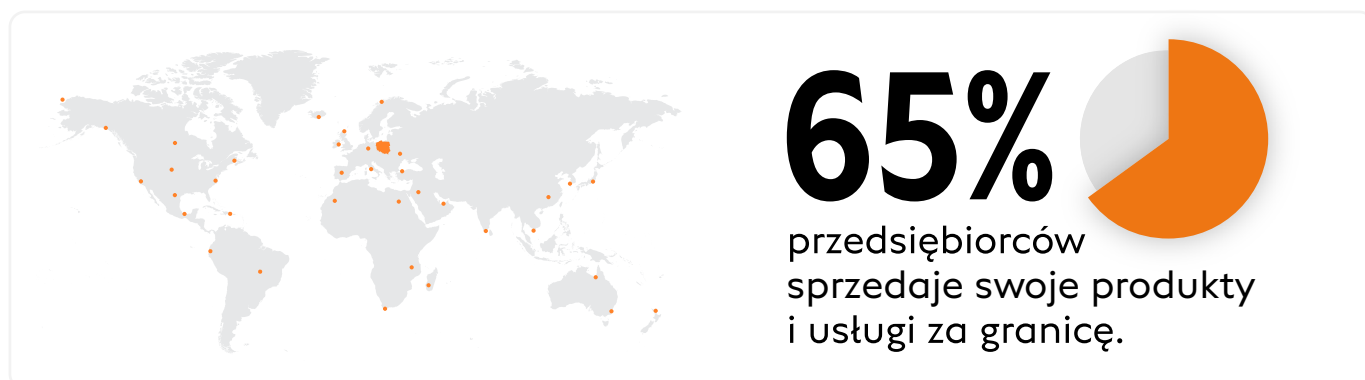 65%
przedsiębiorców
sprzedaje swoje produkty
i usługi za granicę.